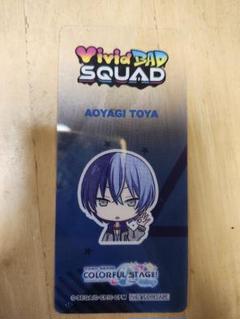 Vivid BAD
SQUAD
AOYAGI TOYA
COLORFUL STAGE!